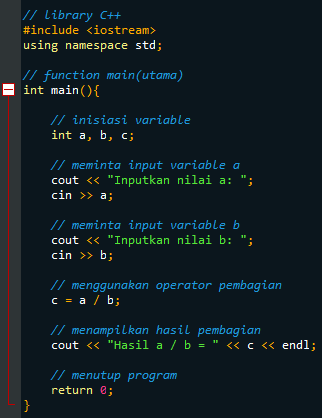 // library C++
#include <iostream>
using namespace std;
// function main(utama)
int main(){
// inisiasi variable
int a, b, c;
// meminta input variable a
cout << "Inputkan nilai a: ";
cin >> a;
// meminta input variable b
cout << "Inputkan nilai b: ";
cin >> b;
// menggunakan operator pembagian
c = a / b;
// menampilkan hasil pembagian
cout << "Hasil a / b = " << c << endl;
// menutup program
return 0;
}